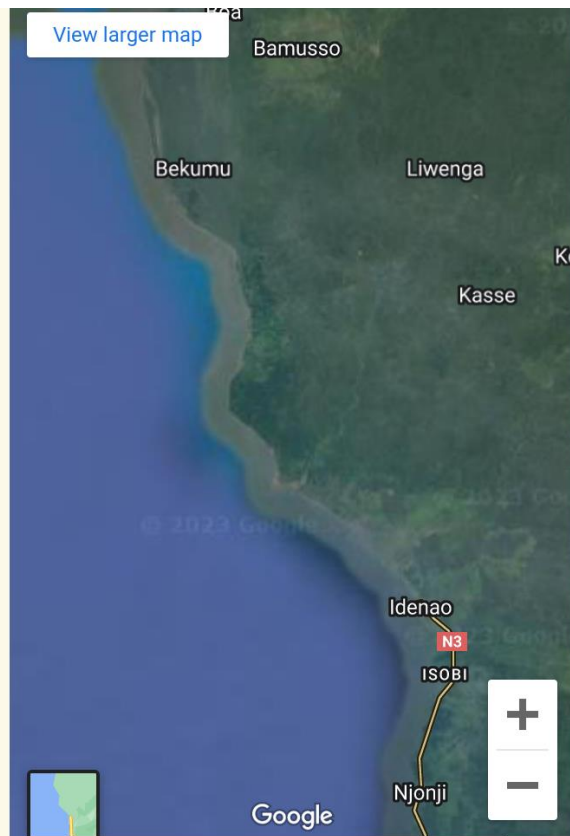 View larger map
Bamusso
Bekumu
Liwenga
Kasse
© 2023 Google
Idenao
N3
ISOBI
Njonji
Google